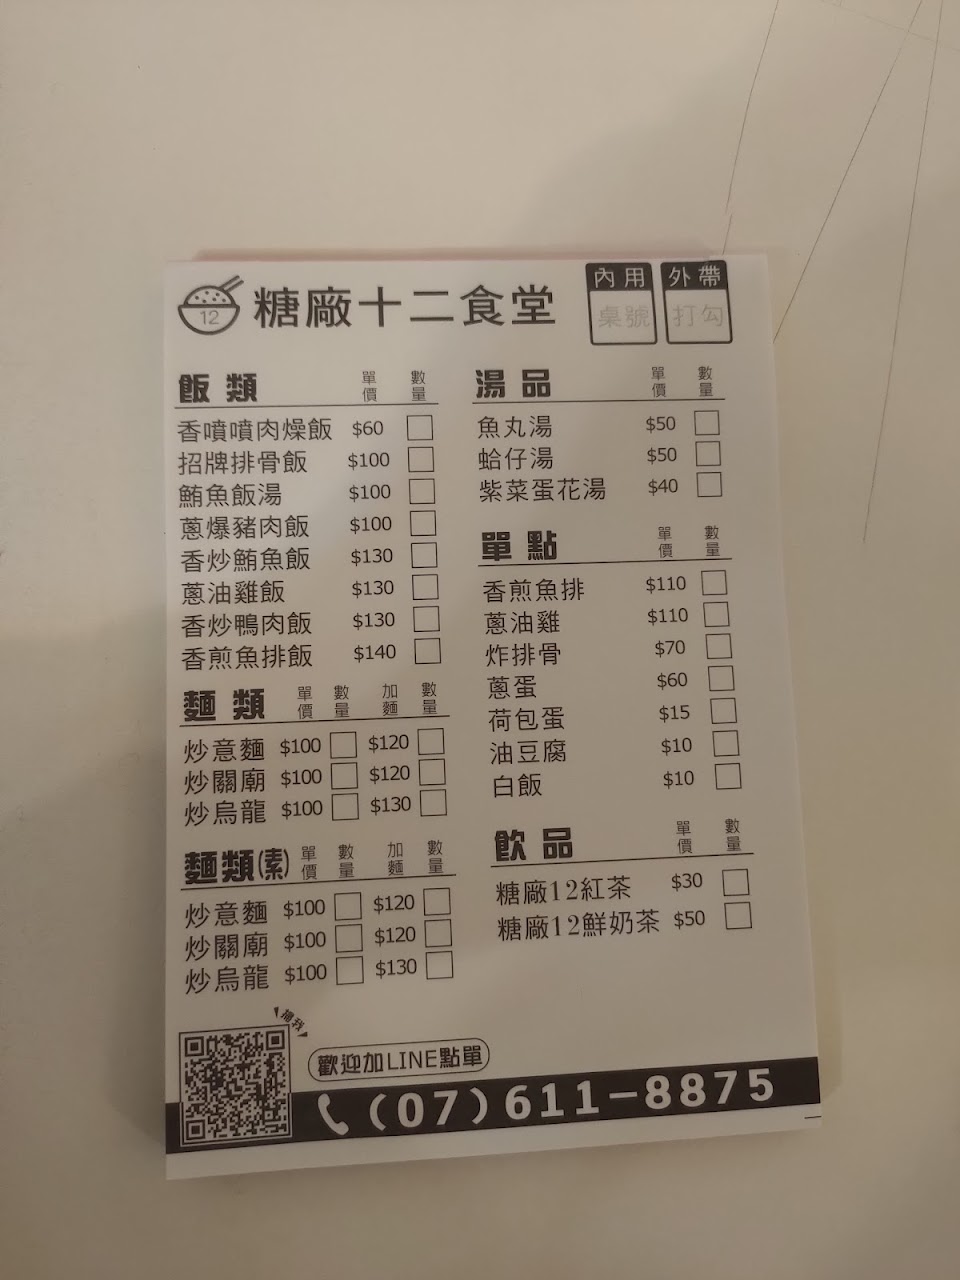 12 糖廠十二食堂
內用 外帶
桌號 打勾
飯類 單價 數量
香噴噴肉燥飯 $60
招牌排骨飯 $100
鮪魚飯湯 $100
蔥爆豬肉飯 $100
香炒鮪魚飯 $130
蔥油雞飯 $130
香炒鴨肉飯 $130
香煎魚排飯 $140
麵類 單價 數量 加麵 數量
炒意麵 $100 $120
炒關廟 $100 $120
炒烏龍 $100 $130
麵類(素) 單價 數量 加麵 數量
炒意麵 $100 $120
炒關廟 $100 $120
炒烏龍 $100 $130
湯品 單價 數量
魚丸湯 $50
蛤仔湯 $50
紫菜蛋花湯 $40
單點 單價 數量
香煎魚排 $110
蔥油雞 $110
炸排骨 $70
蔥蛋 $60
荷包蛋 $15
油豆腐 $10
白飯 $10
飲品 單價 數量
糖廠12紅茶 $30
糖廠12鮮奶茶 $50
掃我
歡迎加LINE點單
(07)611-8875